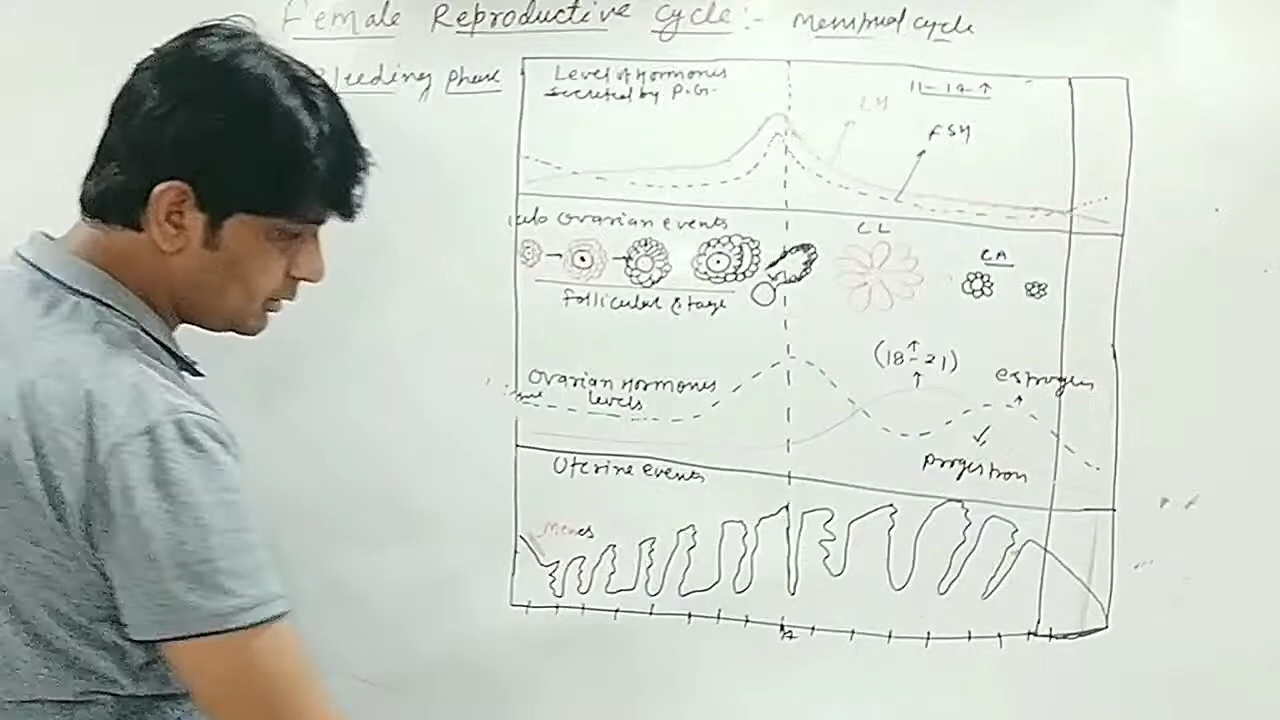 Female Reproductive Cycle:- Menstrual cycle
Bleeding phase
Level of Hormones
secreted by P.G.
11-14 ↑
LH
FSH
Ovarian events
CL
CA
follicular stage
(18-21)
Ovarian Hormones
levels
estrogen
progestron
Uterine events
Menes